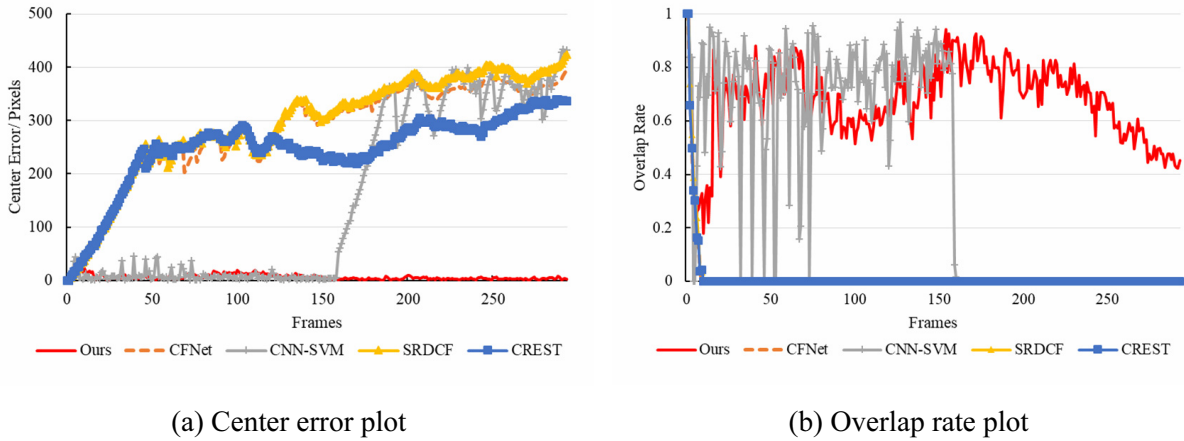 500
400
300
200
100
0
Center Error/ Pixels
0 50 100 150 200 250
Frames
Ours CFNet CNN-SVM SRDCF CREST
(a) Center error plot
1
0.8
0.6
0.4
0.2
0
Overlap Rate
0 50 100 150 200 250
Frames
Ours CFNet CNN-SVM SRDCF CREST
(b) Overlap rate plot